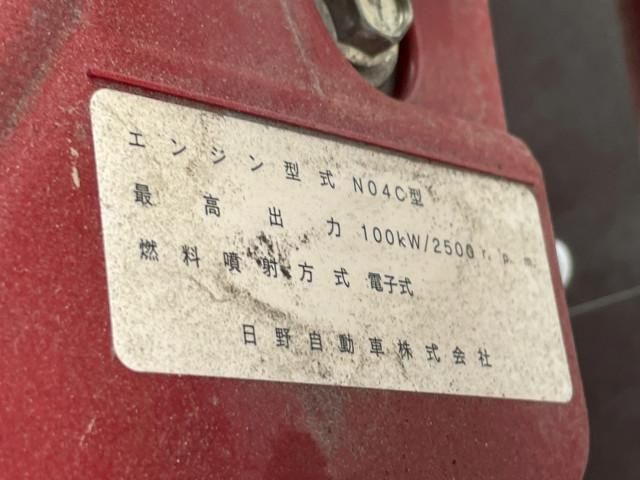 エンジン型式 N04C型
最高出力 100kW/2500r.p.m.
燃料噴射方式 電子式
日野自動車株式会社